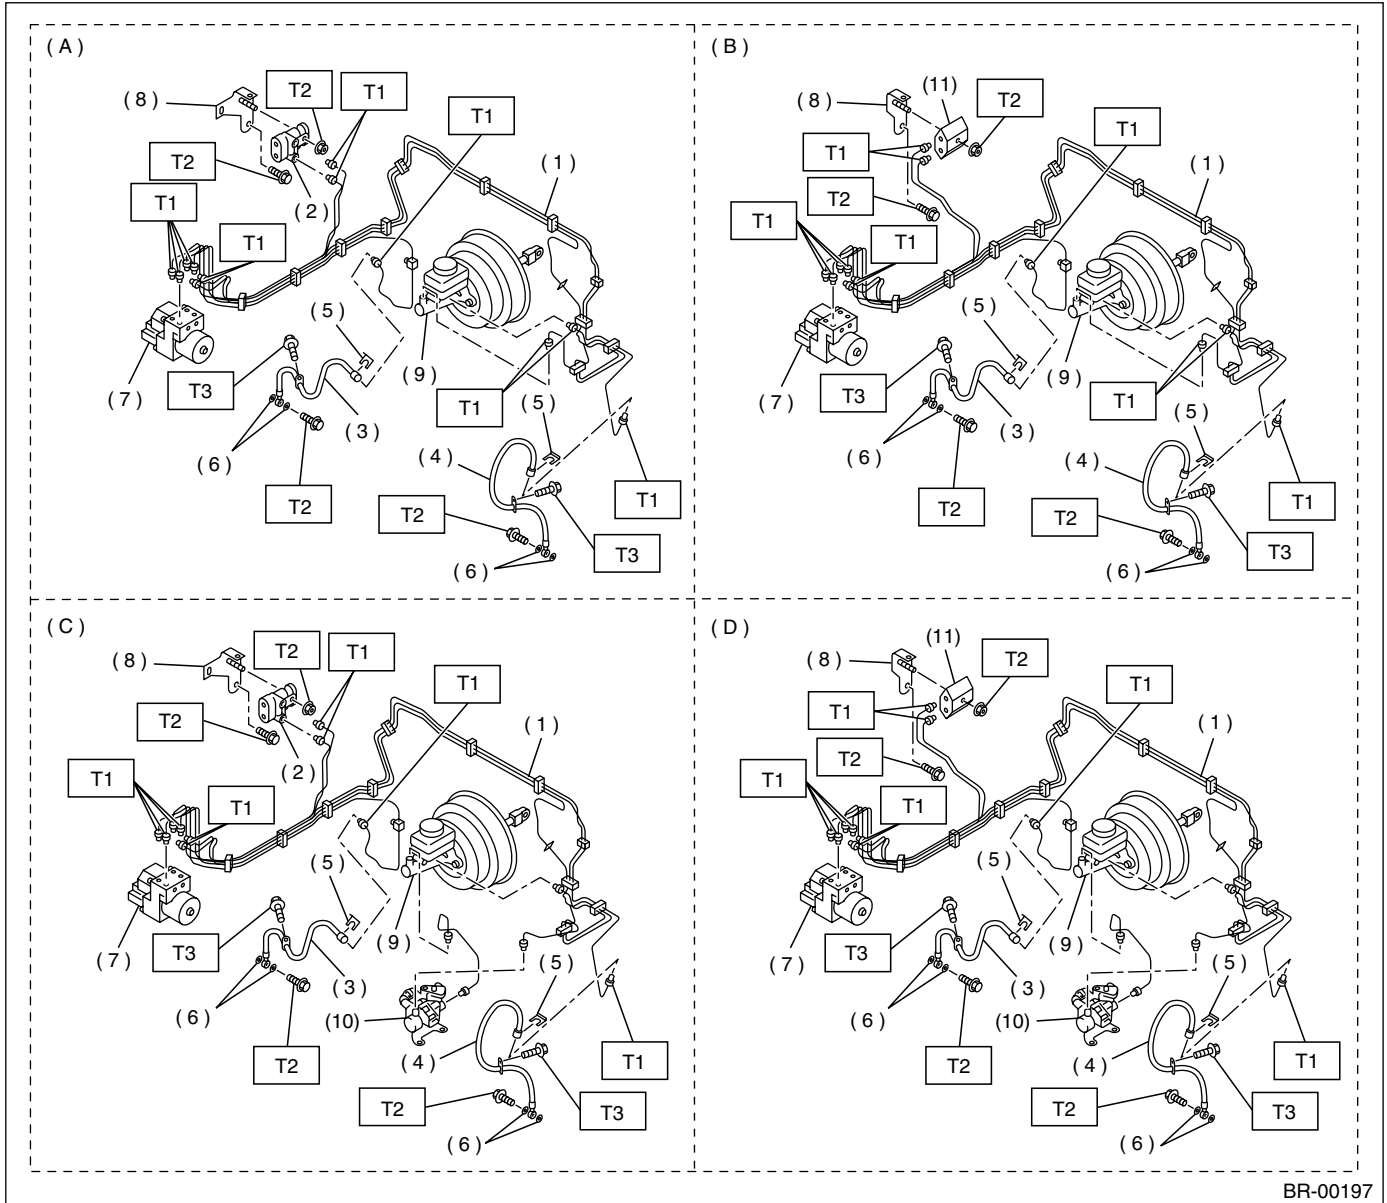 ( A )
( 8 )
T2
T1
T1
T2
( 2 )
( 1 )
T1
T1
( 5 )
( 7 )
T3
( 9 )
T1
( 5 )
( 3 )
( 6 )
( 4 )
T2
T1
T2
T3
( 6 )
( B )
( 8 )
(11)
T2
T1
T1
T2
( 1 )
T1
T1
( 5 )
( 7 )
T3
( 9 )
T1
( 5 )
( 3 )
( 6 )
( 4 )
T2
T1
T2
T3
( 6 )
( C )
( 8 )
T2
T1
T1
T2
( 2 )
( 1 )
T1
T1
( 5 )
( 7 )
T3
( 9 )
( 5 )
( 3 )
( 6 )
(10)
( 4 )
T2
T1
T2
T3
( 6 )
( D )
( 8 )
(11)
T2
T1
T1
T2
( 1 )
T1
T1
( 5 )
( 7 )
T3
( 9 )
( 5 )
( 3 )
( 6 )
(10)
( 4 )
T2
T1
T2
T3
( 6 )
BR-00197